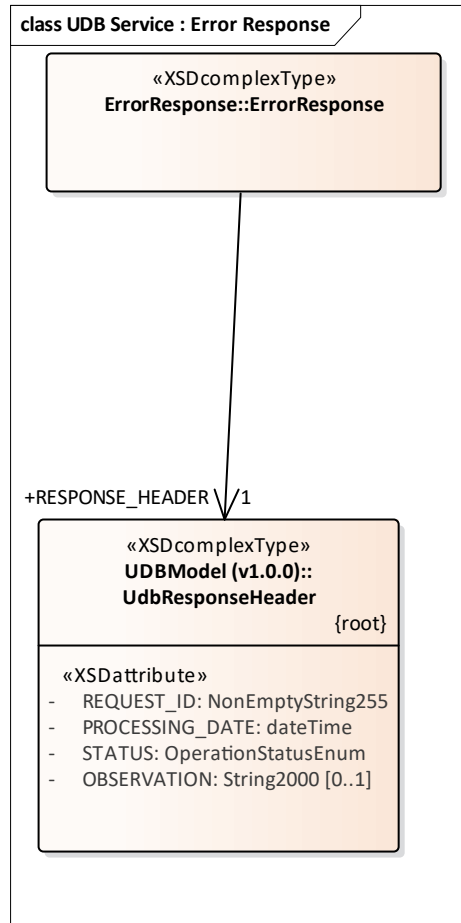 class UDB Service : Error Response
«XSDcomplexType»
ErrorResponse::ErrorResponse
+RESPONSE_HEADER 1
«XSDcomplexType»
UDBModel (v1.0.0)::
UdbResponseHeader
{root}
«XSDattribute»
- REQUEST_ID: NonEmptyString255
- PROCESSING_DATE: dateTime
- STATUS: OperationStatusEnum
- OBSERVATION: String2000 [0..1]